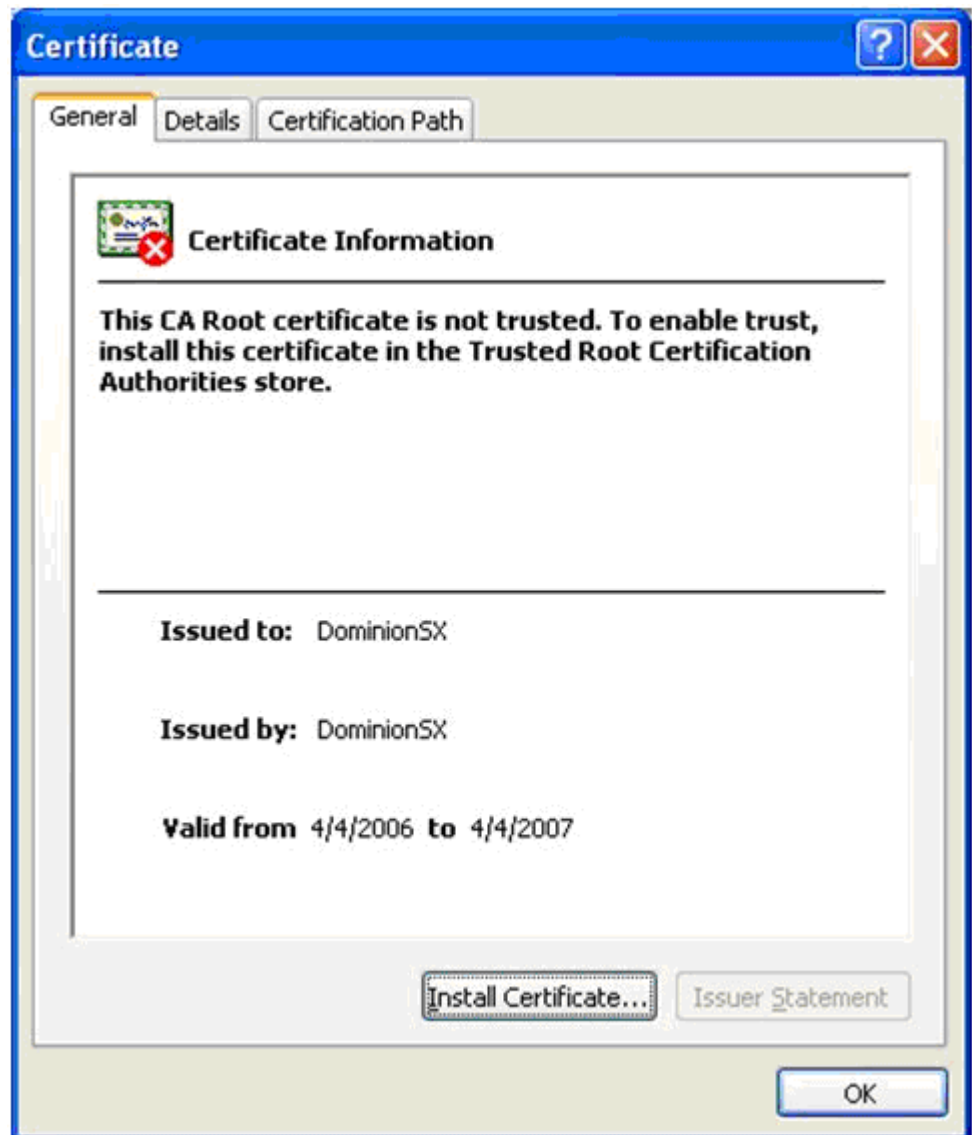 Certificate
General Details Certification Path
Certificate Information
This CA Root certificate is not trusted. To enable trust,
install this certificate in the Trusted Root Certification
Authorities store.
Issued to: DominionSX
Issued by: DominionSX
Valid from 4/4/2006 to 4/4/2007
Install Certificate... Issuer Statement
OK